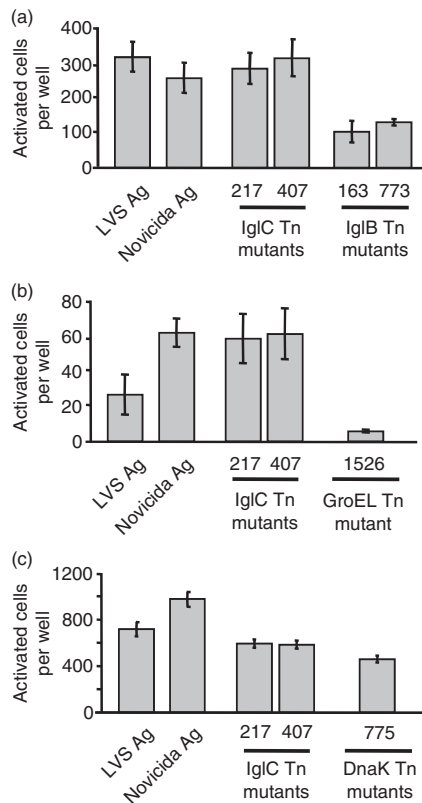 (a)
Activated cells
per well
400
300
200
100
0
LVS Ag
Novicida Ag
217 407
IglC Tn
mutants
163 773
IglB Tn
mutants
(b)
Activated cells
per well
80
60
40
20
0
LVS Ag
Novicida Ag
217 407
IglC Tn
mutants
1526
GroEL Tn
mutant
(c)
Activated cells
per well
1200
800
400
0
LVS Ag
Novicida Ag
217 407
IglC Tn
mutants
775
DnaK Tn
mutants